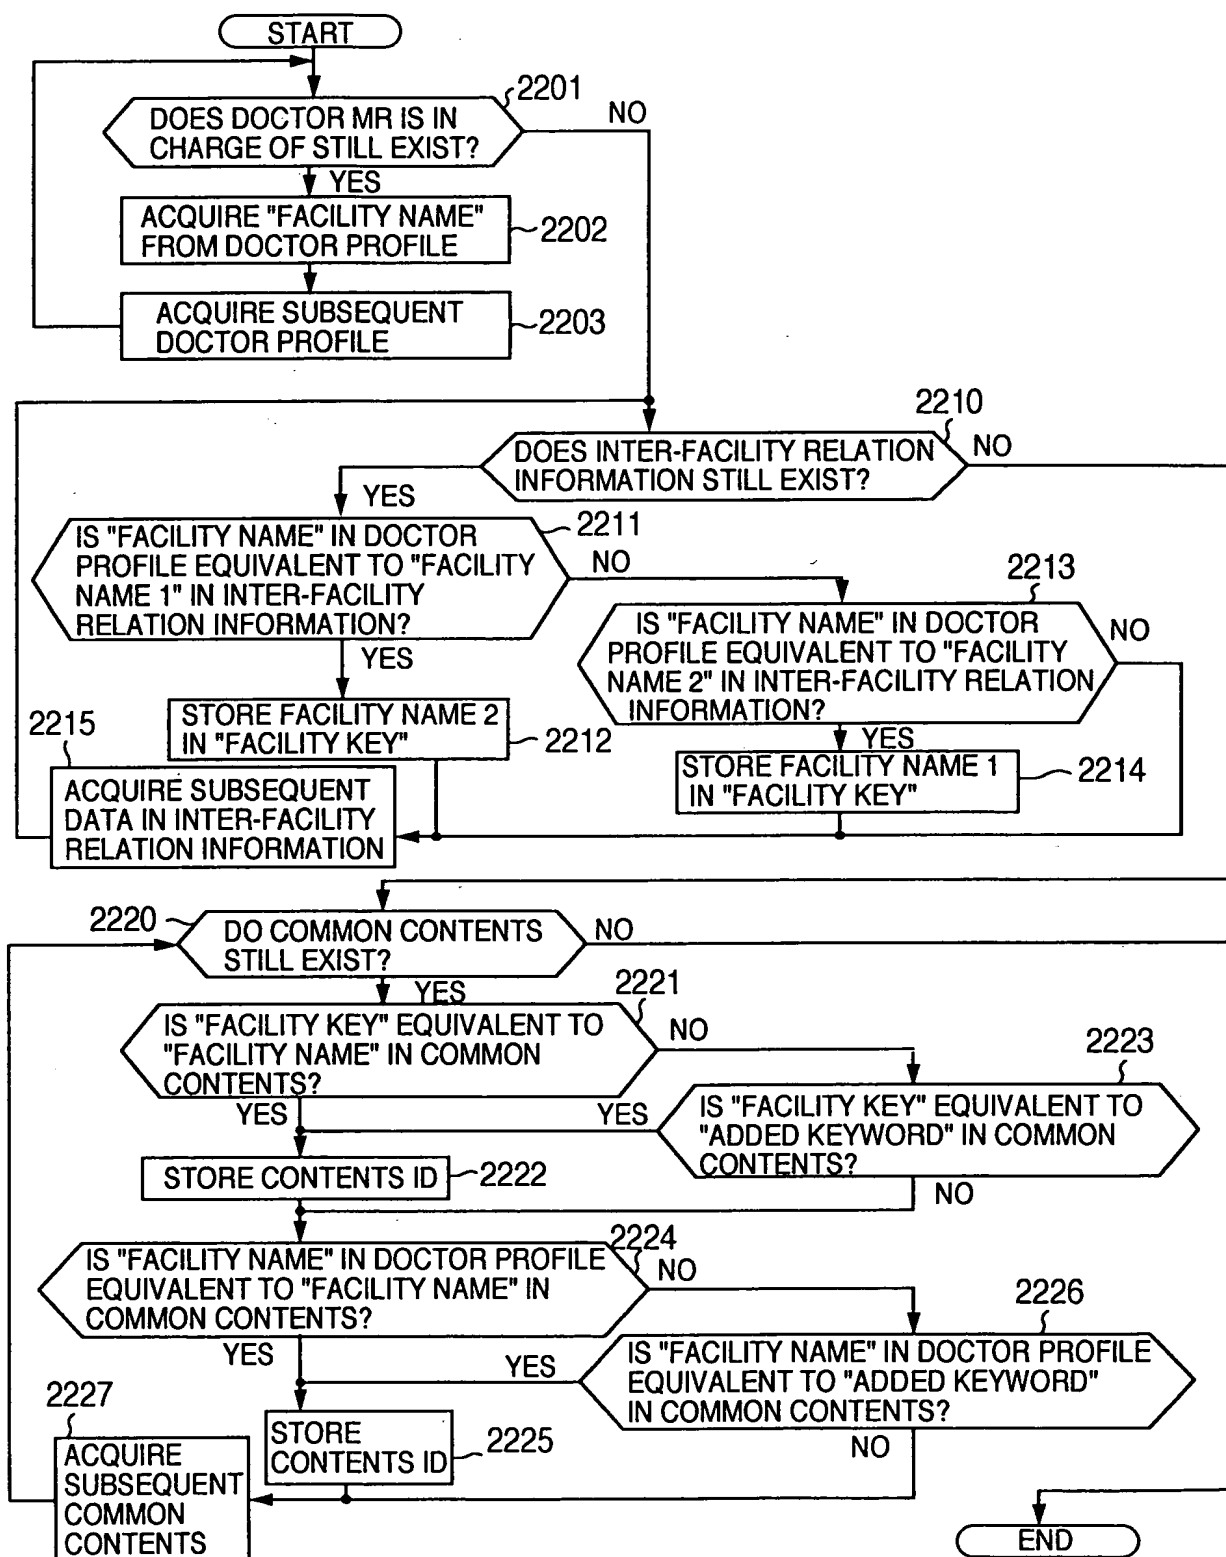 START
2201
DOES DOCTOR MR IS IN
CHARGE OF STILL EXIST?
NO
YES
ACQUIRE "FACILITY NAME"
FROM DOCTOR PROFILE
2202
ACQUIRE SUBSEQUENT
DOCTOR PROFILE
2203
2210
DOES INTER-FACILITY RELATION
INFORMATION STILL EXIST?
NO
YES
2211
IS "FACILITY NAME" IN DOCTOR
PROFILE EQUIVALENT TO "FACILITY
NAME 1" IN INTER-FACILITY
RELATION INFORMATION?
NO
YES
2213
IS "FACILITY NAME" IN DOCTOR
PROFILE EQUIVALENT TO "FACILITY
NAME 2" IN INTER-FACILITY RELATION
INFORMATION?
NO
YES
STORE FACILITY NAME 2
IN "FACILITY KEY"
2212
STORE FACILITY NAME 1
IN "FACILITY KEY"
2214
2215
ACQUIRE SUBSEQUENT
DATA IN INTER-FACILITY
RELATION INFORMATION
2220
DO COMMON CONTENTS
STILL EXIST?
NO
YES
2221
IS "FACILITY KEY" EQUIVALENT TO
"FACILITY NAME" IN COMMON
CONTENTS?
NO
YES
2223
IS "FACILITY KEY" EQUIVALENT TO
"ADDED KEYWORD" IN COMMON
CONTENTS?
YES
NO
STORE CONTENTS ID
2222
2224
IS "FACILITY NAME" IN DOCTOR PROFILE
EQUIVALENT TO "FACILITY NAME" IN
COMMON CONTENTS?
NO
YES
2226
IS "FACILITY NAME" IN DOCTOR PROFILE
EQUIVALENT TO "ADDED KEYWORD"
IN COMMON CONTENTS?
YES
NO
STORE
CONTENTS ID
2225
2227
ACQUIRE
SUBSEQUENT
COMMON
CONTENTS
END